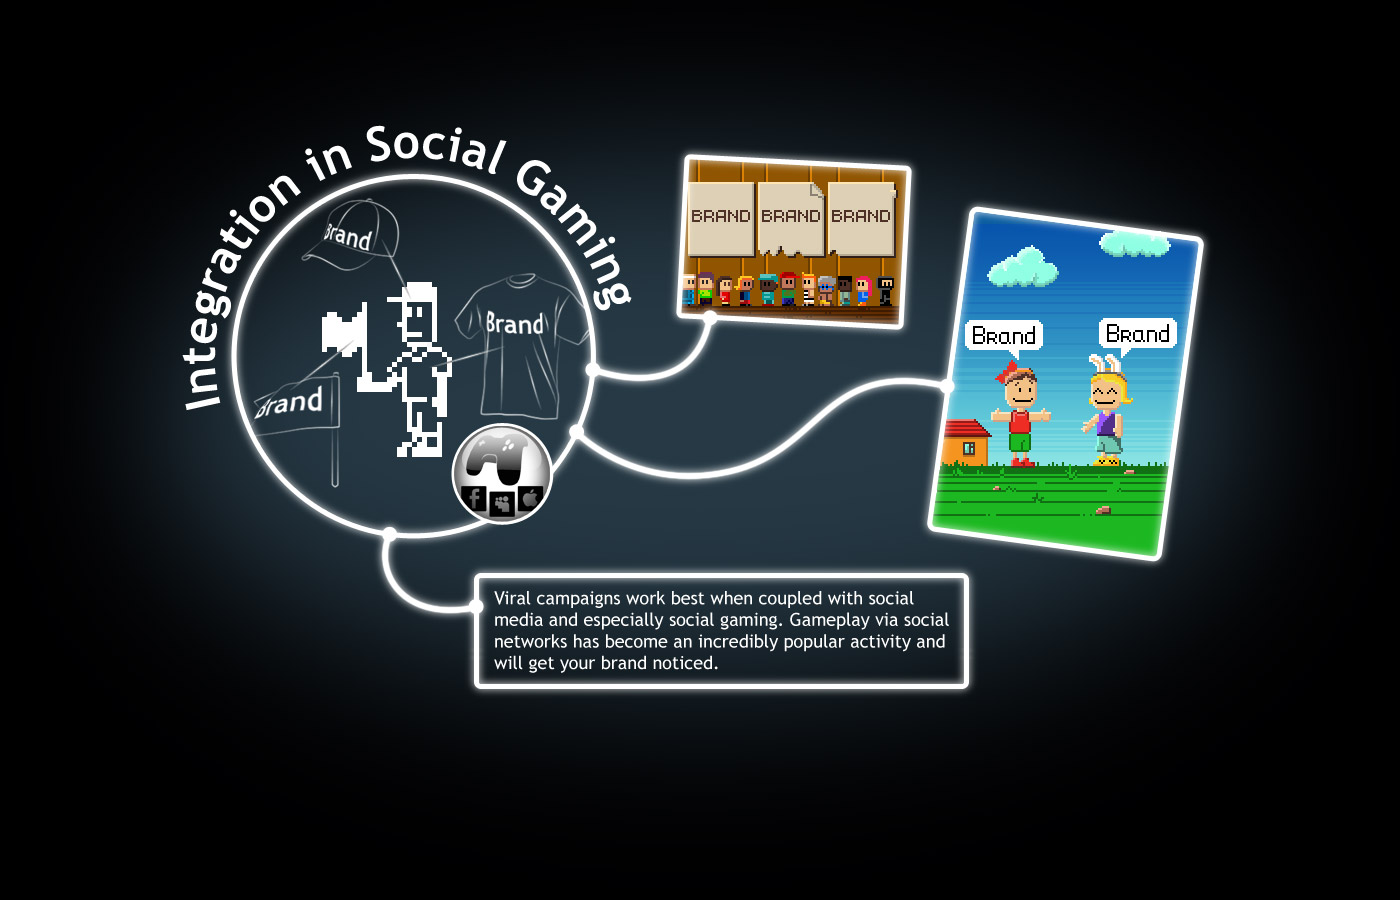 Integration in Social Gaming
Brand
Brand
Brand
BRAND BRAND BRAND
Brand
Brand
Viral campaigns work best when coupled with social
media and especially social gaming. Gameplay via social
networks has become an incredibly popular activity and
will get your brand noticed.